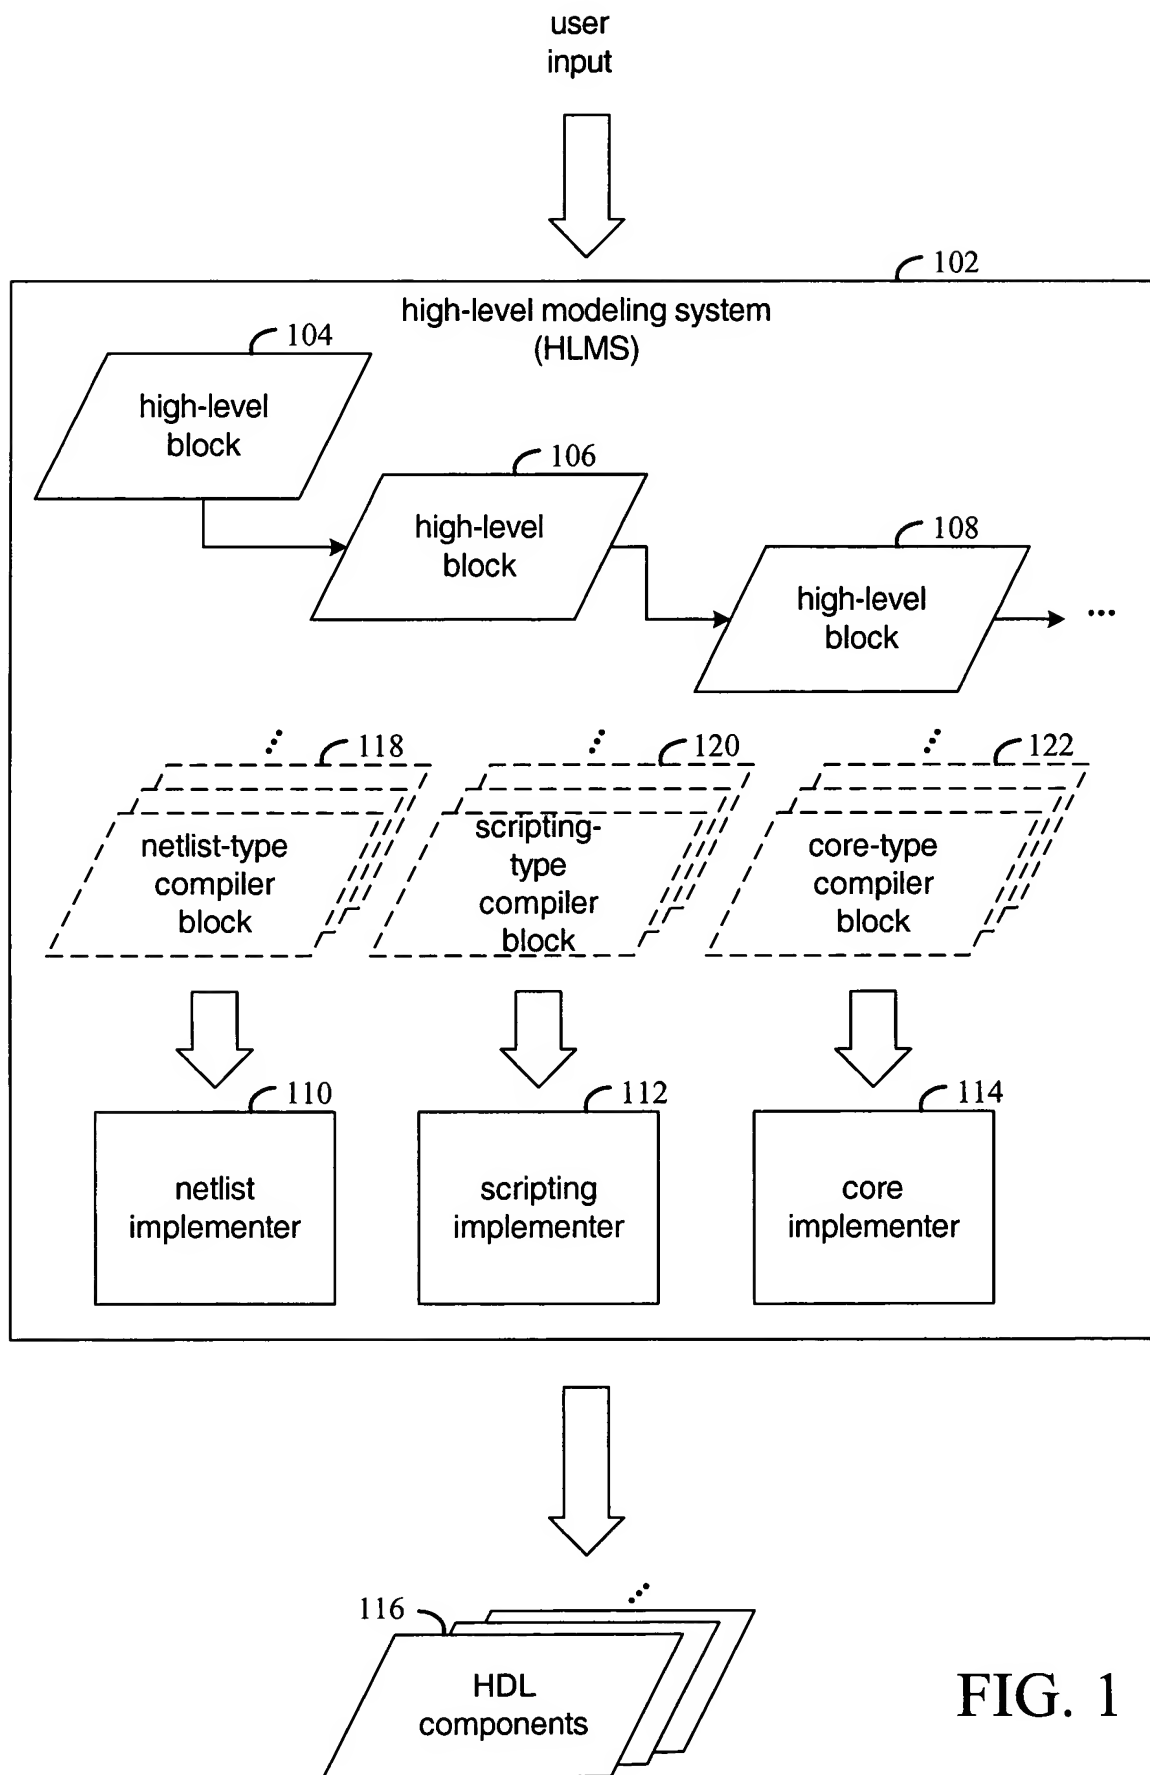 user
input
102
high-level modeling system
(HLMS)
104
high-level
block
106
high-level
block
108
high-level
block
...
118
netlist-type
compiler
block
120
scripting-
type
compiler
block
122
core-type
compiler
block
110
netlist
implementer
112
scripting
implementer
114
core
implementer
116
HDL
components
FIG. 1